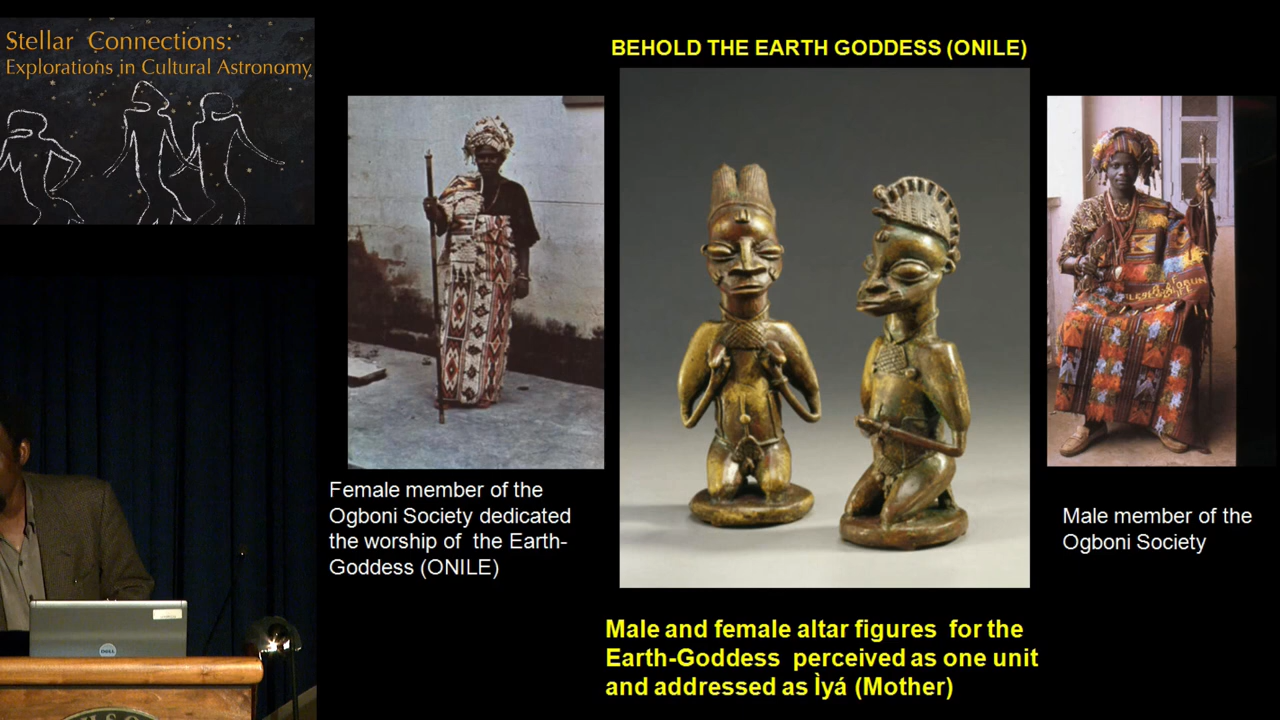 Stellar Connections:
Explorations in Cultural Astronomy
BEHOLD THE EARTH GODDESS (ONILE)
Female member of the
Ogboni Society dedicated
the worship of the Earth-
Goddess (ONILE)
Male member of the
Ogboni Society
Male and female altar figures for the
Earth-Goddess perceived as one unit
and addressed as Ìyá (Mother)
DELL